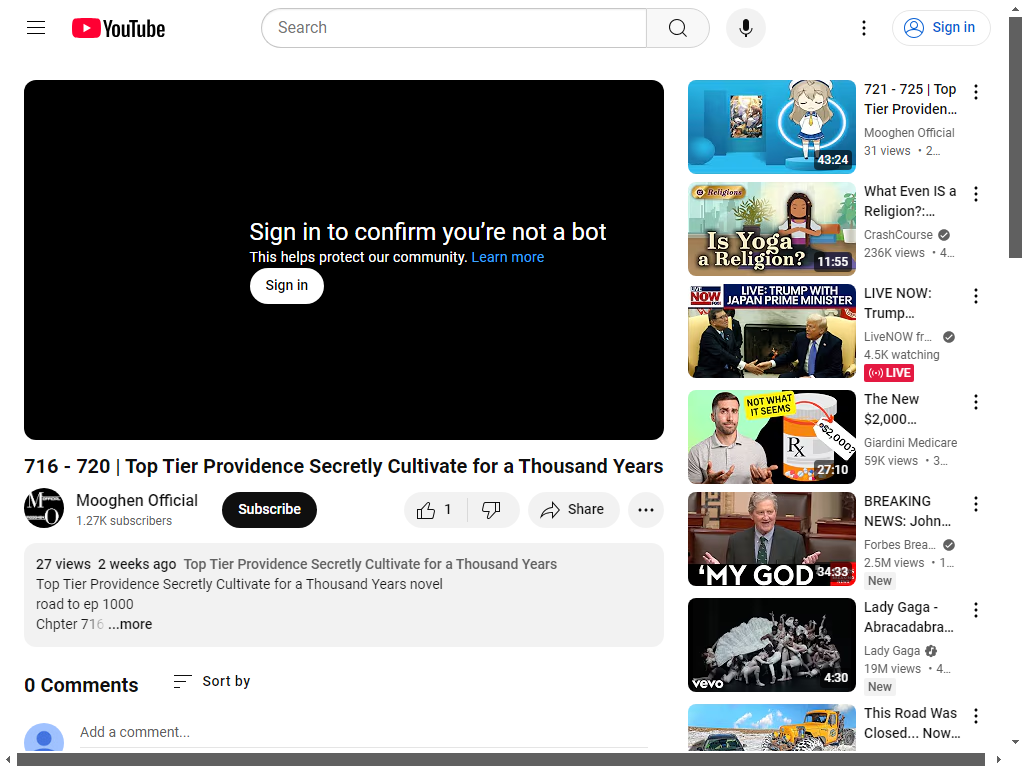 YouTube
Search
Sign in
Sign in to confirm you’re not a bot
This helps protect our community. Learn more
Sign in
716 - 720 | Top Tier Providence Secretly Cultivate for a Thousand Years
Mooghen Official
1.27K subscribers
Subscribe
1
Share
27 views 2 weeks ago Top Tier Providence Secretly Cultivate for a Thousand Years
Top Tier Providence Secretly Cultivate for a Thousand Years novel
road to ep 1000
Chpter 716 ...more
0 Comments
Sort by
Add a comment...
43:24
721 - 725 | Top
Tier Providen...
Mooghen Official
31 views • 2...
Religions
Is Yoga
a Religion?
11:55
What Even IS a
Religion?:...
CrashCourse
236K views • 4...
LIVE NOW
LIVE: TRUMP WITH
JAPAN PRIME MINISTER
LIVE NOW:
Trump...
LiveNOW fr...
4.5K watching
LIVE
NOT WHAT
IT SEEMS
Rx
$2,000?
27:10
The New
$2,000...
Giardini Medicare
59K views • 3...
‘MY GOD
34:33
BREAKING
NEWS: John...
Forbes Brea...
2.5M views • 1...
New
vevo
4:30
Lady Gaga -
Abracadabra...
Lady Gaga
19M views • 4...
New
This Road Was
Closed... Now...